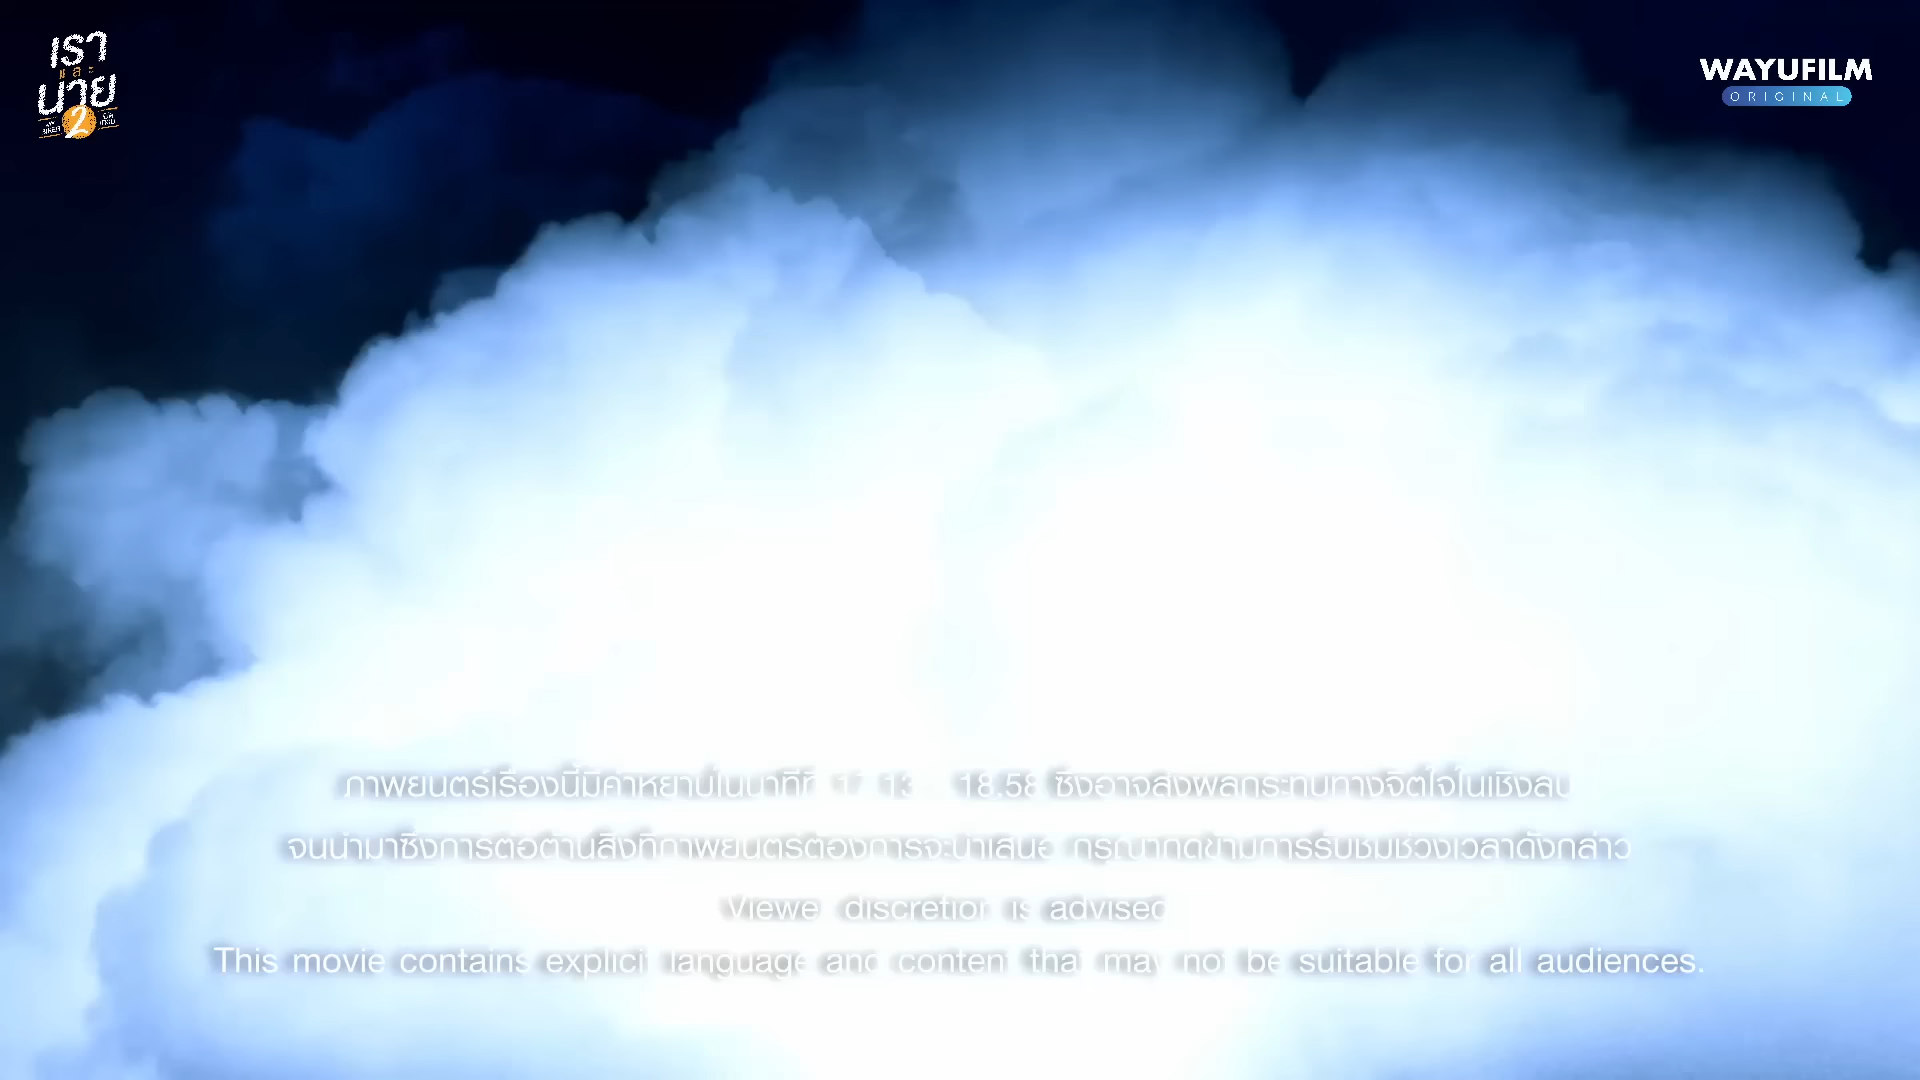 เรา
และ
นาย
2
WAYUFILM
ORIGINAL
ภาพยนตร์เรื่องนี้มีคำหยาบในนาทีที่ 18.58 ซึ่งอาจส่งผลกระทบทางจิตใจในเชิงลบ
จนนำมาซึ่งการต่อต้านสิ่งที่ภาพยนตร์ต้องการจะนำเสนอ กรุณากดข้ามการรับชมช่วงเวลาดังกล่าว
Viewer discretion is advised
This movie contains explicit language and content that may not be suitable for all audiences.